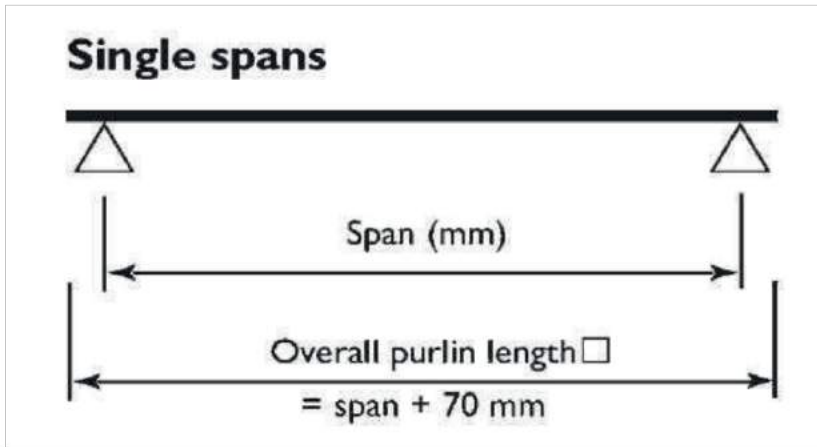 Single spans
Span (mm)
Overall purlin length□
= span + 70 mm